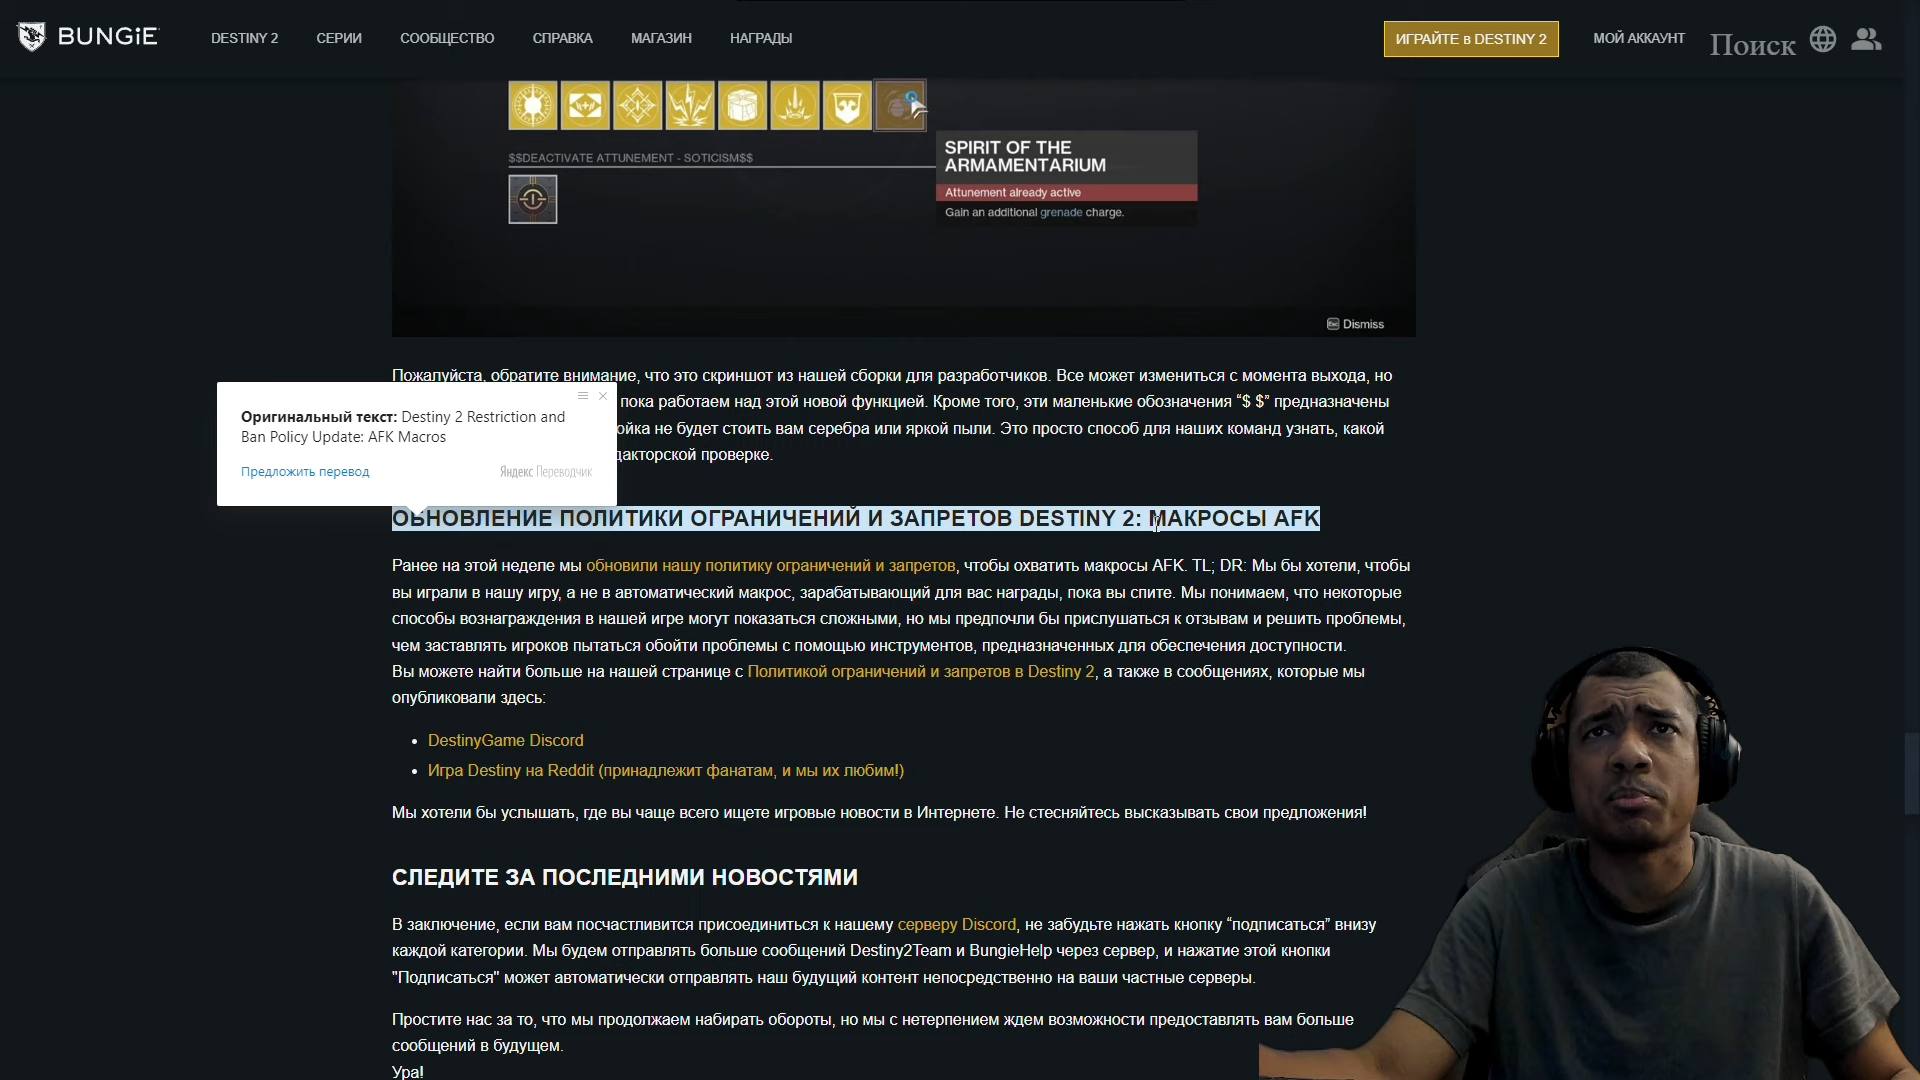 BUNGiE
DESTINY 2 СЕРИИ СООБЩЕСТВО СПРАВКА МАГАЗИН НАГРАДЫ ИГРАЙТЕ в DESTINY 2 МОЙ АККАУНТ Поиск
$$DEACTIVATE ATTUNEMENT - SOTICISM$$
SPIRIT OF THE
ARMAMENTARIUM
Attunement already active
Gain an additional grenade charge.
Esc Dismiss
Пожалуйста, обратите внимание, что это скриншот из нашей сборки для разработчиков. Все может измениться с момента выхода, но
пока работаем над этой новой функцией. Кроме того, эти маленькие обозначения “$ $” предназначены
ойка не будет стоить вам серебра или яркой пыли. Это просто способ для наших команд узнать, какой
дакторской проверке.
Оригинальный текст: Destiny 2 Restriction and
Ban Policy Update: AFK Macros
Предложить перевод Яндекс Переводчик
ОБНОВЛЕНИЕ ПОЛИТИКИ ОГРАНИЧЕНИЙ И ЗАПРЕТОВ DESTINY 2: МАКРОСЫ AFK
Ранее на этой неделе мы обновили нашу политику ограничений и запретов, чтобы охватить макросы AFK. TL; DR: Мы бы хотели, чтобы
вы играли в нашу игру, а не в автоматический макрос, зарабатывающий для вас награды, пока вы спите. Мы понимаем, что некоторые
способы вознаграждения в нашей игре могут показаться сложными, но мы предпочли бы прислушаться к отзывам и решить проблемы,
чем заставлять игроков пытаться обойти проблемы с помощью инструментов, предназначенных для обеспечения доступности.
Вы можете найти больше на нашей странице с Политикой ограничений и запретов в Destiny 2, а также в сообщениях, которые мы
опубликовали здесь:
• DestinyGame Discord
• Игра Destiny на Reddit (принадлежит фанатам, и мы их любим!)
Мы хотели бы услышать, где вы чаще всего ищете игровые новости в Интернете. Не стесняйтесь высказывать свои предложения!
СЛЕДИТЕ ЗА ПОСЛЕДНИМИ НОВОСТЯМИ
В заключение, если вам посчастливится присоединиться к нашему серверу Discord, не забудьте нажать кнопку “подписаться” внизу
каждой категории. Мы будем отправлять больше сообщений Destiny2Team и BungieHelp через сервер, и нажатие этой кнопки
"Подписаться" может автоматически отправлять наш будущий контент непосредственно на ваши частные серверы.
Простите нас за то, что мы продолжаем набирать обороты, но мы с нетерпением ждем возможности предоставлять вам больше
сообщений в будущем.
Ура!